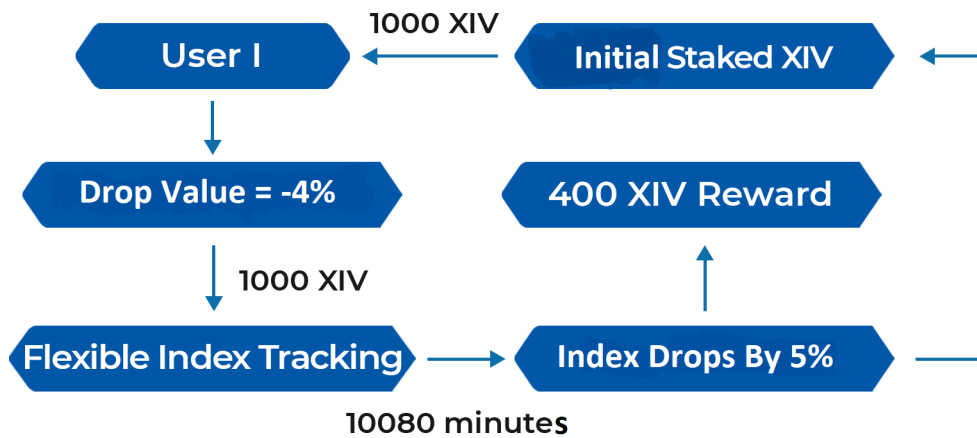 1000 XIV
User I
Initial Staked XIV
Drop Value = -4%
400 XIV Reward
1000 XIV
Flexible Index Tracking
Index Drops By 5%
10080 minutes